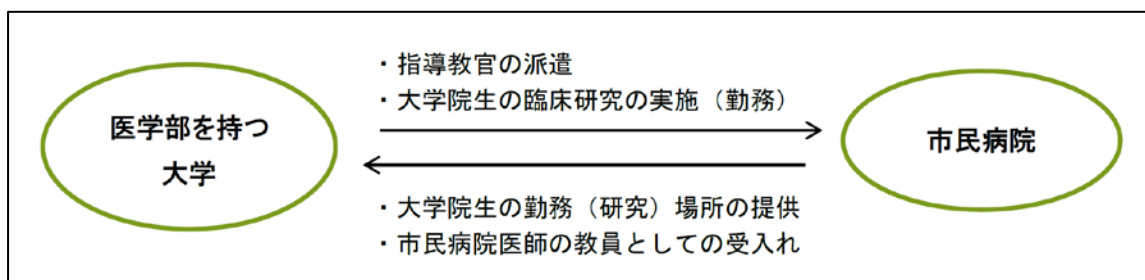 ・指導教官の派遣
・大学院生の臨床研究の実施（勤務）
医学部を持つ
大学
市民病院
・大学院生の勤務（研究）場所の提供
・市民病院医師の教員としての受入れ